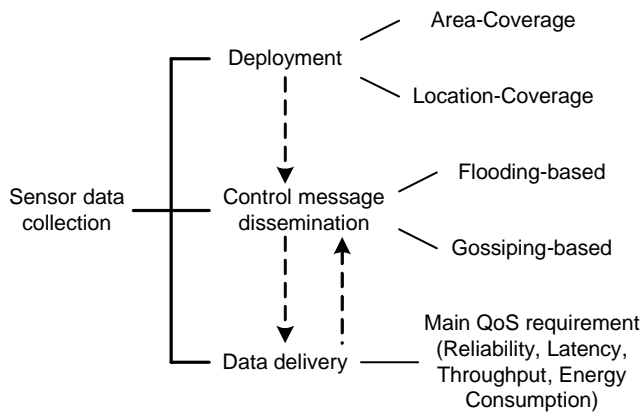 Area-Coverage
Deployment
Location-Coverage
Flooding-based
Sensor data
collection
Control message
dissemination
Gossiping-based
Data delivery
Main QoS requirement
(Reliability, Latency,
Throughput, Energy
Consumption)